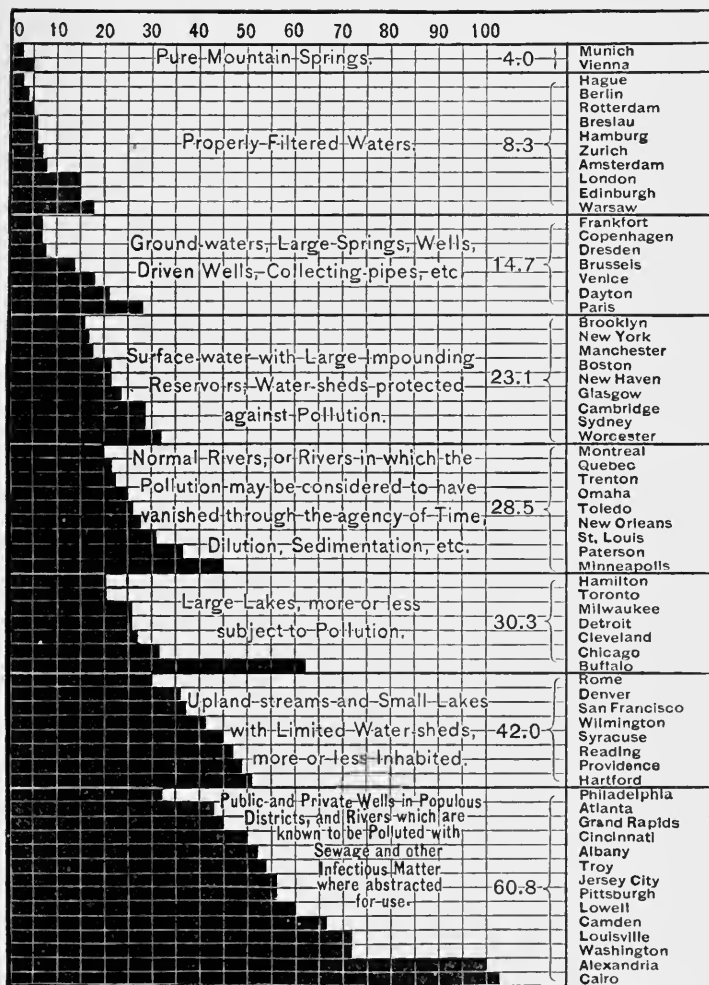 0 10 20 30 40 50 60 70 80 90 100
Pure Mountain Springs. 4.0
Munich
Vienna
Properly-Filtered Waters. 8.3
Hague
Berlin
Rotterdam
Breslau
Hamburg
Zurich
Amsterdam
London
Edinburgh
Warsaw
Ground-waters, Large-Springs, Wells,
Driven Wells, Collecting-pipes, etc. 14.7
Frankfort
Copenhagen
Dresden
Brussels
Venice
Dayton
Paris
Surface-water with Large Impounding
Reservoirs; Water-sheds protected 23.1
against Pollution.
Brooklyn
New York
Manchester
Boston
New Haven
Glasgow
Cambridge
Sydney
Worcester
Normal Rivers, or Rivers in which the
Pollution may be considered to have
vanished through the agency of Time, 28.5
Dilution, Sedimentation, etc.
Montreal
Quebec
Trenton
Omaha
Toledo
New Orleans
St. Louis
Paterson
Minneapolis
Large Lakes, more or less
subject to Pollution. 30.3
Hamilton
Toronto
Milwaukee
Detroit
Cleveland
Chicago
Buffalo
Upland-streams and Small Lakes
with Limited Water-sheds, 42.0
more or less Inhabited.
Rome
Denver
San Francisco
Wilmington
Syracuse
Reading
Providence
Hartford
Public and Private Wells in Populous
Districts, and Rivers which are
known to be Polluted with
Sewage and other
Infectious Matter
where abstracted 60.8
for use.
Philadelphia
Atlanta
Grand Rapids
Cincinnati
Albany
Troy
Jersey City
Pittsburgh
Lowell
Camden
Louisville
Washington
Alexandria
Cairo